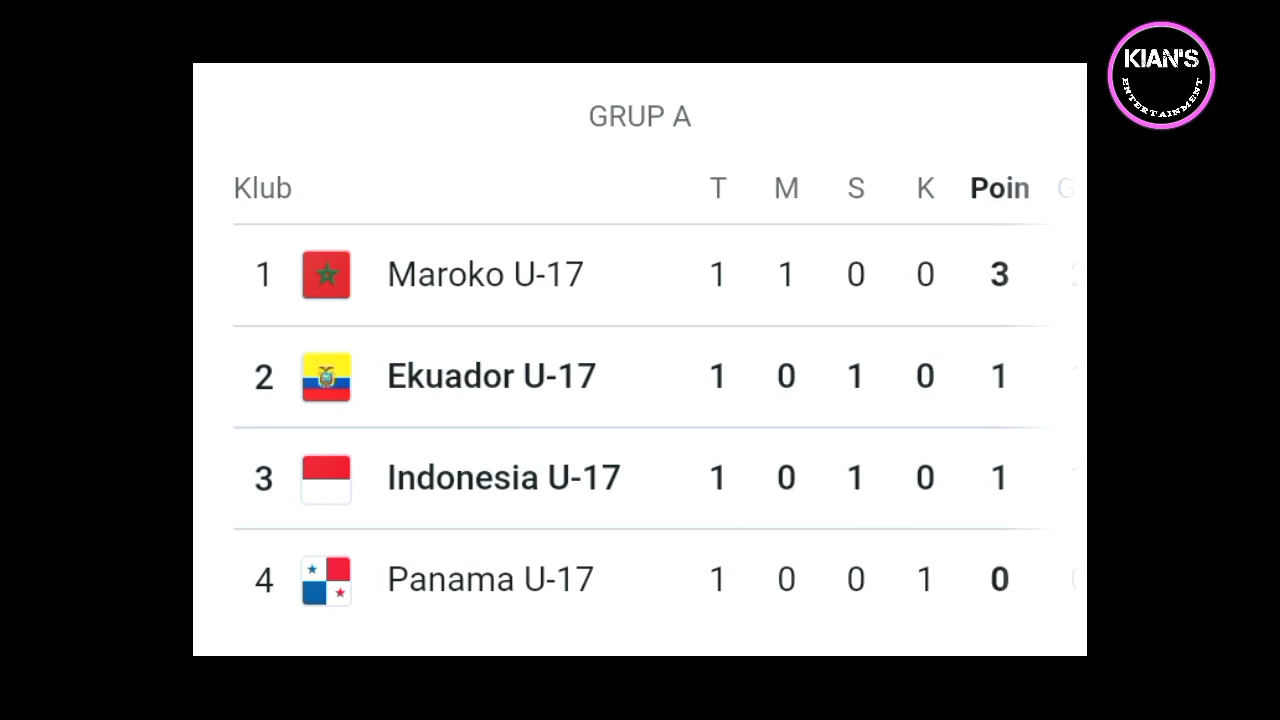 KIAN'S
ENTERTAINMENT
GRUP A
Klub T M S K Poin G
1 Maroko U-17 1 1 0 0 3
2 Ekuador U-17 1 0 1 0 1
3 Indonesia U-17 1 0 1 0 1
4 Panama U-17 1 0 0 1 0